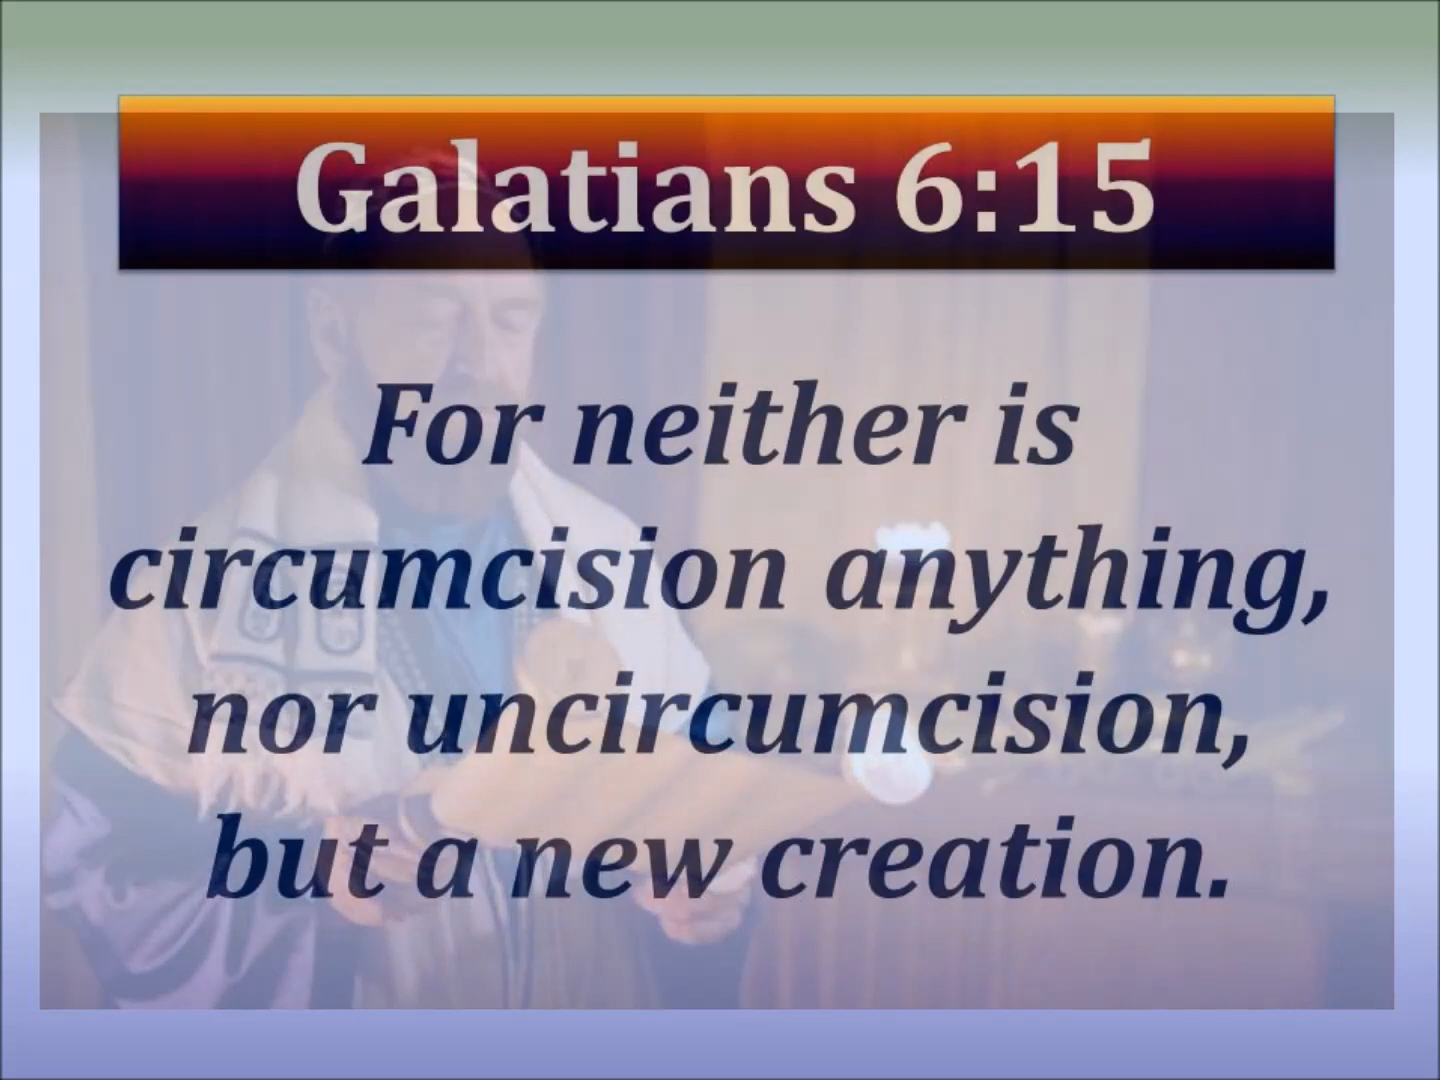 Galatians 6:15
For neither is
circumcision anything,
nor uncircumcision,
but a new creation.